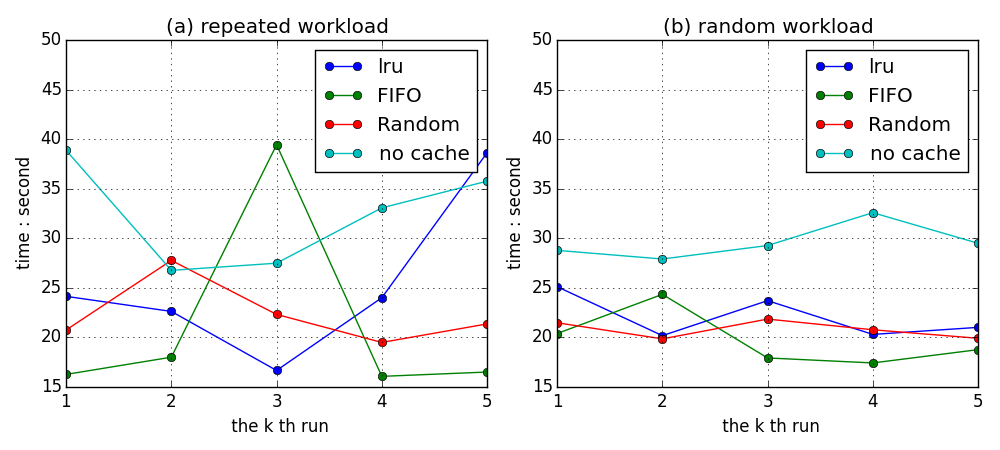 (a) repeated workload
50
45
40
35
30
25
20
15
time : second
1 2 3 4 5
the k th run
lru
FIFO
Random
no cache
(b) random workload
50
45
40
35
30
25
20
15
time : second
1 2 3 4 5
the k th run
lru
FIFO
Random
no cache